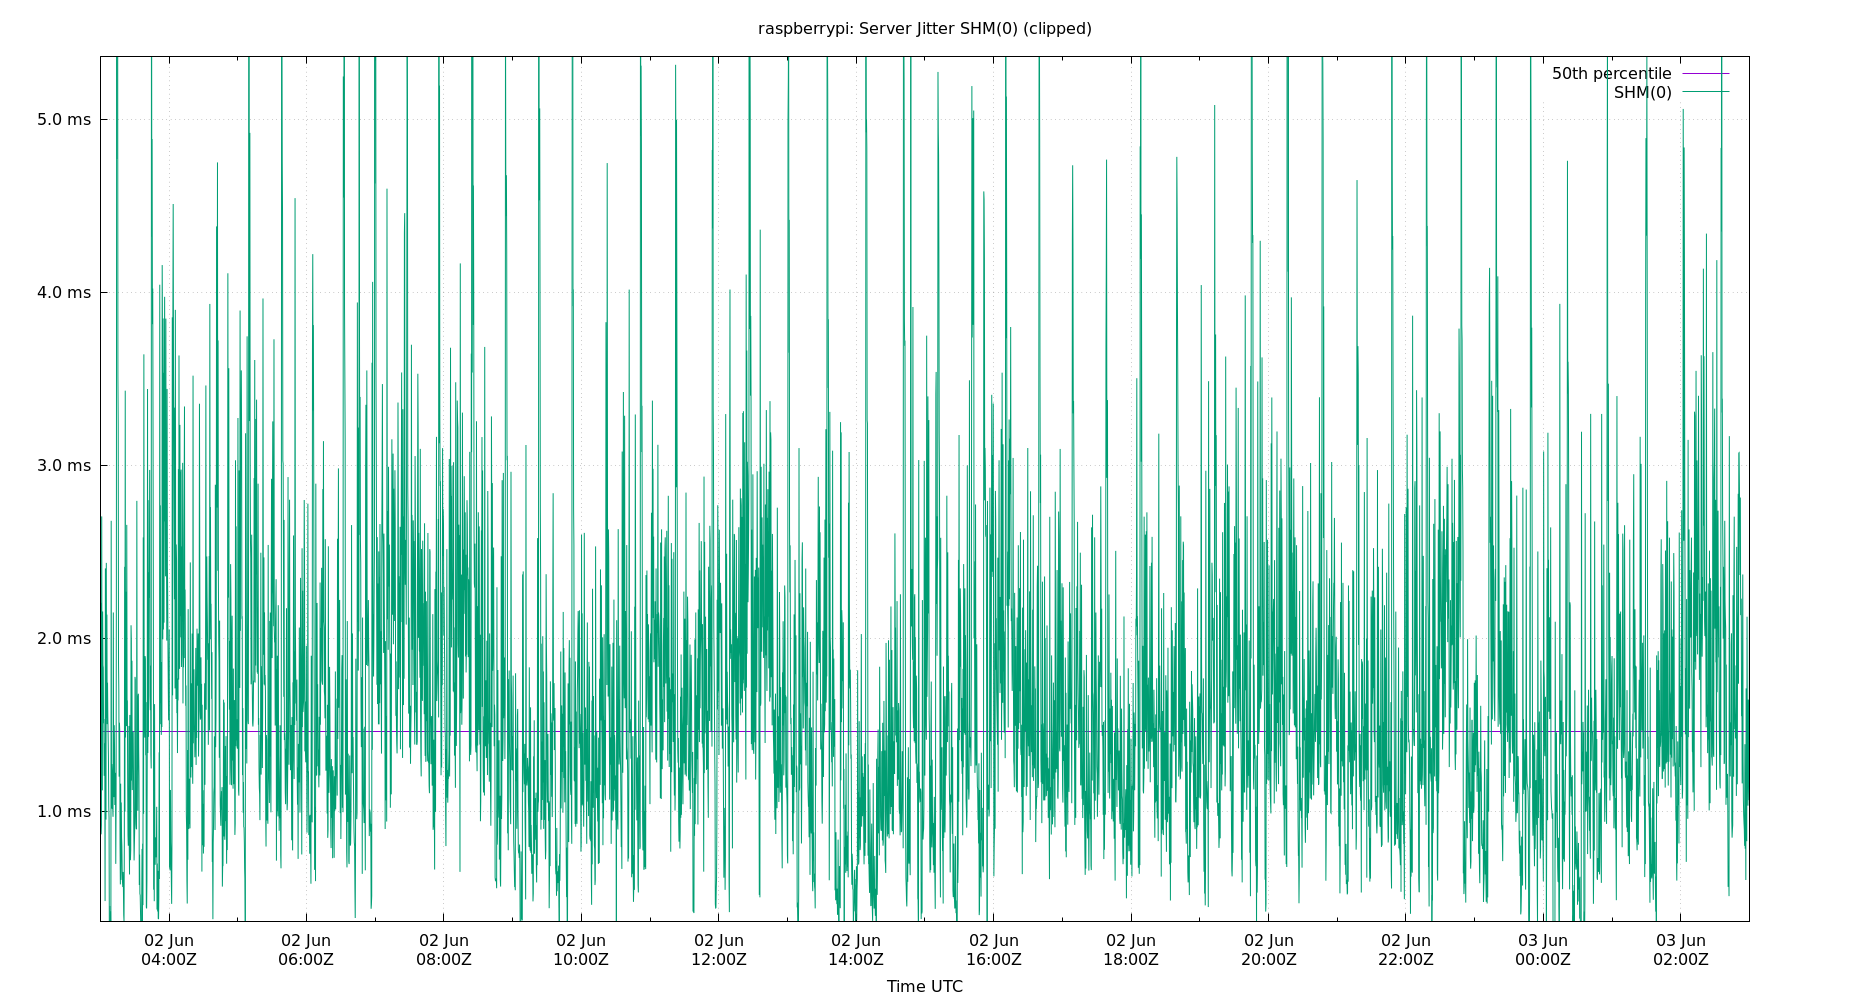 raspberrypi: Server Jitter SHM(0) (clipped)
50th percentile
SHM(0)
5.0 ms
4.0 ms
3.0 ms
2.0 ms
1.0 ms
02 Jun 02 Jun 02 Jun 02 Jun 02 Jun 02 Jun 02 Jun 02 Jun 02 Jun 02 Jun 03 Jun 03 Jun
04:00Z 06:00Z 08:00Z 10:00Z 12:00Z 14:00Z 16:00Z 18:00Z 20:00Z 22:00Z 00:00Z 02:00Z
Time UTC